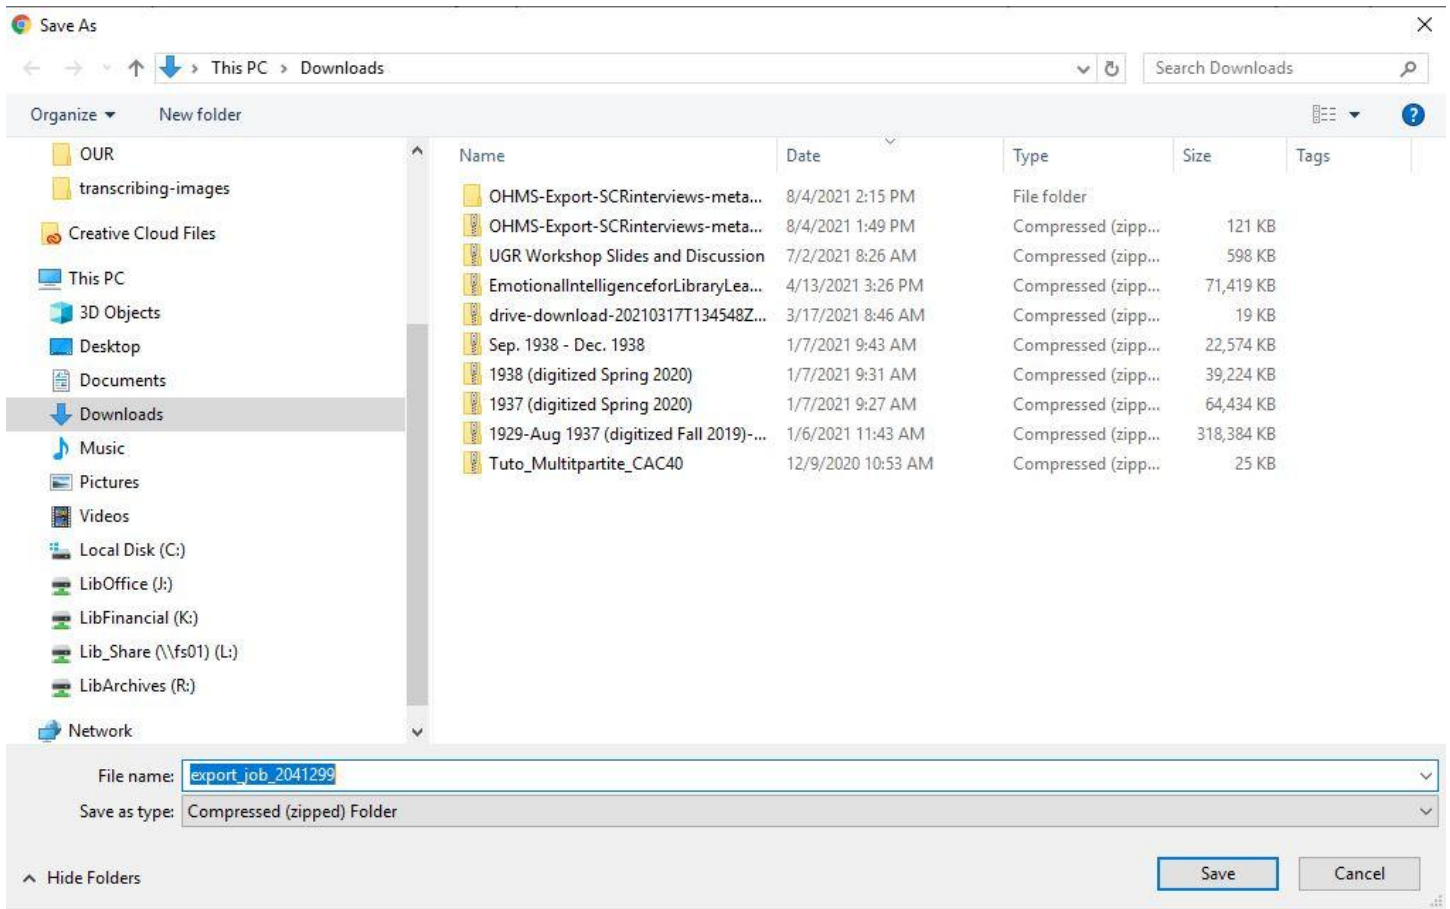 Save As
This PC > Downloads
Search Downloads
Organize
New folder
?
OUR
transcribing-images
Creative Cloud Files
This PC
3D Objects
Desktop
Documents
Downloads
Music
Pictures
Videos
Local Disk (C:)
LibOffice (J:)
LibFinancial (K:)
Lib_Share (\\fs01) (L:)
LibArchives (R:)
Network
Name Date Type Size Tags
OHMS-Export-SCRinterviews-meta... 8/4/2021 2:15 PM File folder
OHMS-Export-SCRinterviews-meta... 8/4/2021 1:49 PM Compressed (zipp... 121 KB
UGR Workshop Slides and Discussion 7/2/2021 8:26 AM Compressed (zipp... 598 KB
EmotionalIntelligenceforLibraryLea... 4/13/2021 3:26 PM Compressed (zipp... 71,419 KB
drive-download-20210317T134548Z... 3/17/2021 8:46 AM Compressed (zipp... 19 KB
Sep. 1938 - Dec. 1938 1/7/2021 9:43 AM Compressed (zipp... 22,574 KB
1938 (digitized Spring 2020) 1/7/2021 9:31 AM Compressed (zipp... 39,224 KB
1937 (digitized Spring 2020) 1/7/2021 9:27 AM Compressed (zipp... 64,434 KB
1929-Aug 1937 (digitized Fall 2019)-... 1/6/2021 11:43 AM Compressed (zipp... 318,384 KB
Tuto_Multitpartite_CAC40 12/9/2020 10:53 AM Compressed (zipp... 25 KB
File name: export_job_2041299
Save as type: Compressed (zipped) Folder
Hide Folders
Save
Cancel